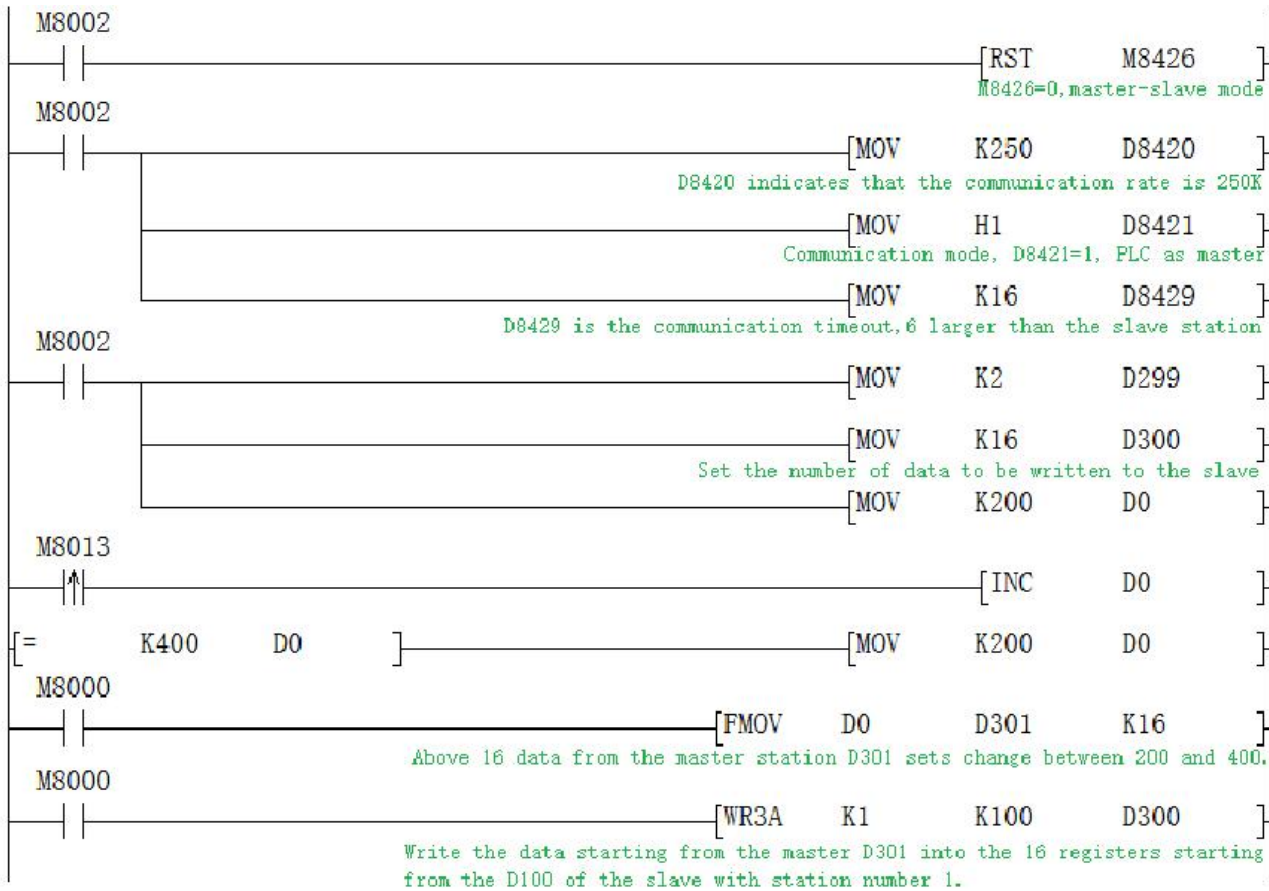 M8002
[RST M8426 ]
M8426=0,master-slave mode
M8002
[MOV K250 D8420 ]
D8420 indicates that the communication rate is 250K
[MOV H1 D8421 ]
Communication mode, D8421=1, PLC as master
[MOV K16 D8429 ]
D8429 is the communication timeout,6 larger than the slave station
M8002
[MOV K2 D299 ]
[MOV K16 D300 ]
Set the number of data to be written to the slave
[MOV K200 D0 ]
M8013
[INC D0 ]
[= K400 D0 ] [MOV K200 D0 ]
M8000
[FMOV D0 D301 K16 ]
Above 16 data from the master station D301 sets change between 200 and 400.
M8000
[WR3A K1 K100 D300 ]
Write the data starting from the master D301 into the 16 registers starting
from the D100 of the slave with station number 1.